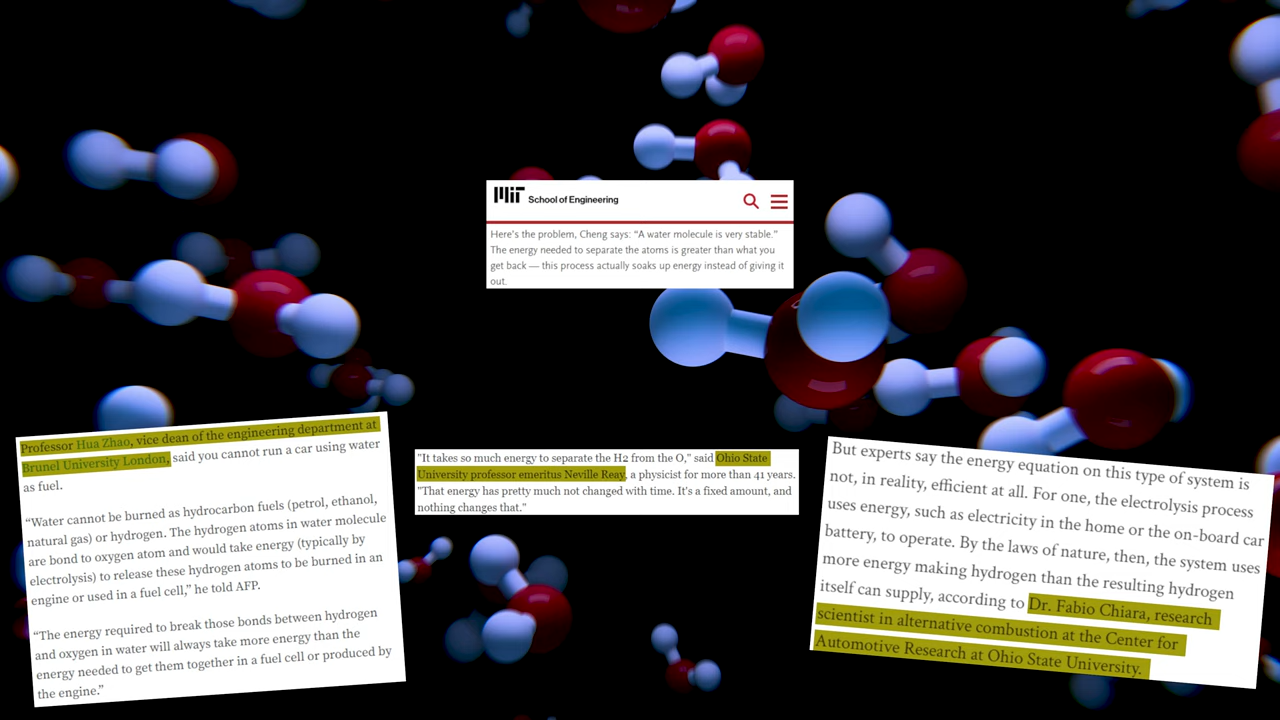 MiT School of Engineering
Here's the problem, Cheng says: “A water molecule is very stable.”
The energy needed to separate the atoms is greater than what you
get back — this process actually soaks up energy instead of giving it
out.
Professor Hua Zhao, vice dean of the engineering department at
Brunel University London, said you cannot run a car using water
as fuel.
“Water cannot be burned as hydrocarbon fuels (petrol, ethanol,
natural gas) or hydrogen. The hydrogen atoms in water molecule
are bond to oxygen atom and would take energy (typically by
electrolysis) to release these hydrogen atoms to be burned in an
engine or used in a fuel cell,” he told AFP.
“The energy required to break those bonds between hydrogen
and oxygen in water will always take more energy than the
energy needed to get them together in a fuel cell or produced by
the engine.”
"It takes so much energy to separate the H2 from the O," said Ohio State
University professor emeritus Neville Reay, a physicist for more than 41 years.
"That energy has pretty much not changed with time. It's a fixed amount, and
nothing changes that."
But experts say the energy equation on this type of system is
not, in reality, efficient at all. For one, the electrolysis process
uses energy, such as electricity in the home or the on-board car
battery, to operate. By the laws of nature, then, the system uses
more energy making hydrogen than the resulting hydrogen
itself can supply, according to Dr. Fabio Chiara, research
scientist in alternative combustion at the Center for
Automotive Research at Ohio State University.